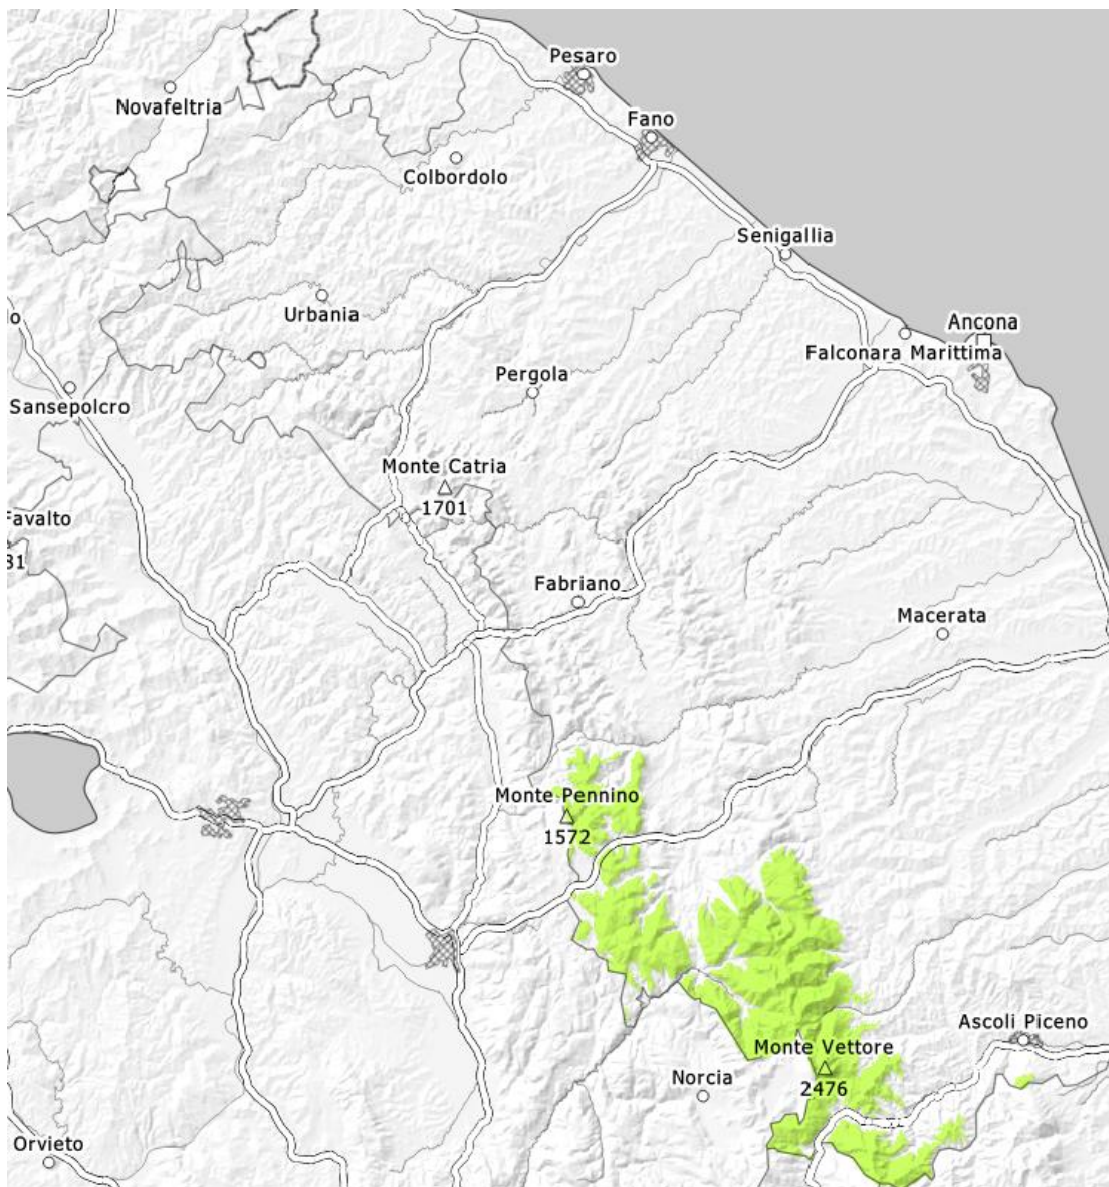 Pesaro
Novafeltria
Fano
Colbordolo
Senigallia
Urbania
Ancona
Falconara Marittima
Pergola
Sansepolcro
Monte Catria
1701
Favalto
Fabriano
Macerata
Monte Pennino
1572
Ascoli Piceno
Monte Vettore
Norcia
2476
Orvieto